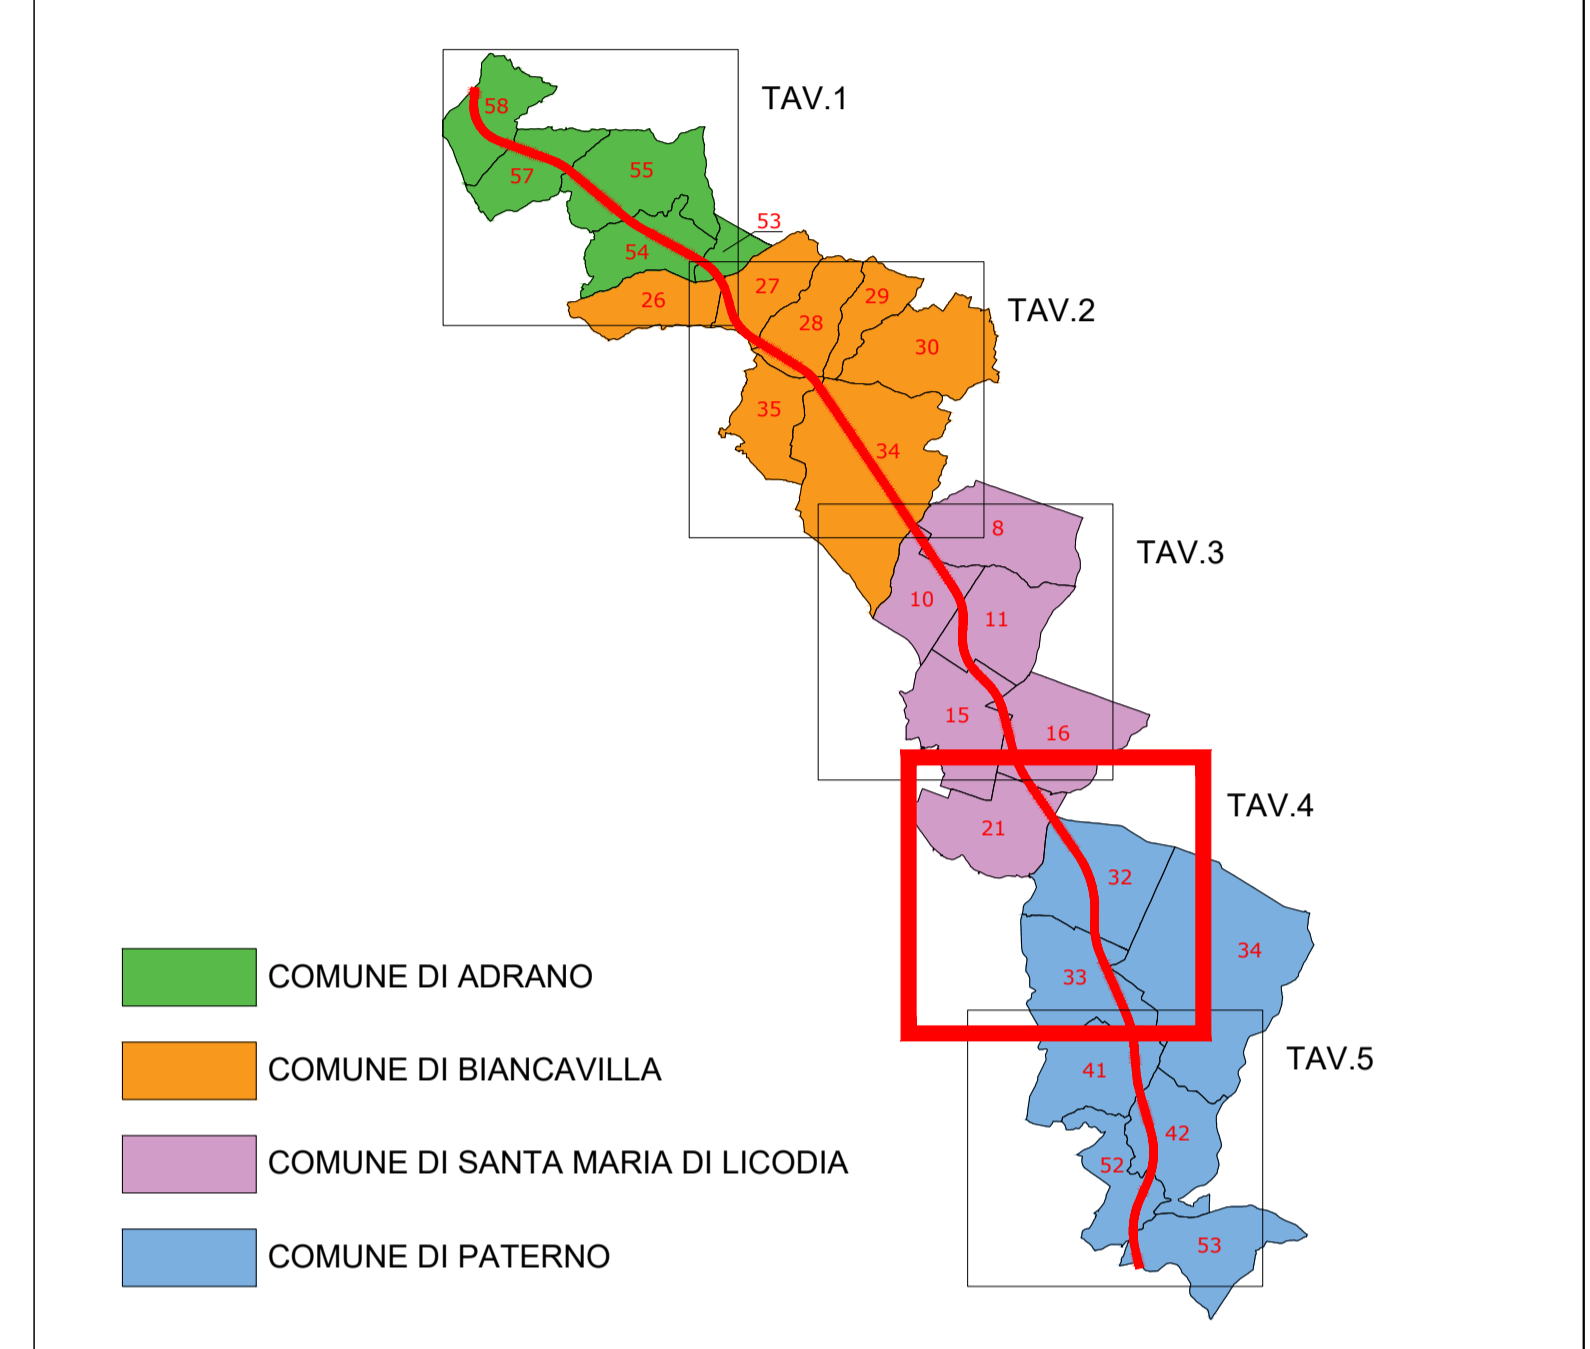 TAV.1
58
55
57
53
54
27
26
29
28
TAV.2
30
35
34
8
TAV.3
10
11
15
16
TAV.4
21
32
34
33
COMUNE DI ADRANO
TAV.5
COMUNE DI BIANCAVILLA
41
42
COMUNE DI SANTA MARIA DI LICODIA
52
53
COMUNE DI PATERNO